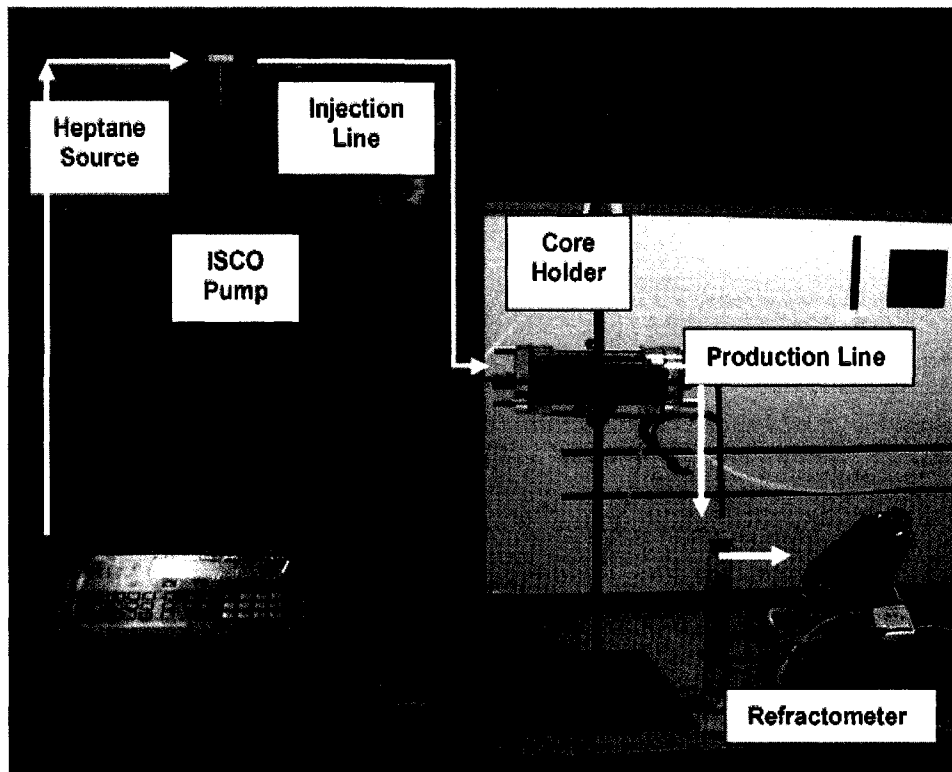 Heptane
Source
Injection
Line
ISCO
Pump
Core
Holder
Production Line
Refractometer